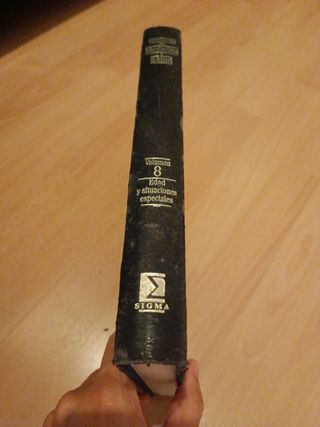 Volumen
8
Edad
y situaciones
especiales
Σ
SIGMA